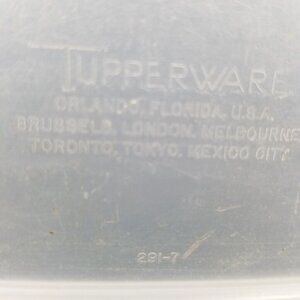 TUPPERWARE
ORLANDO, FLORIDA, U.S.A.
BRUSSELS, LONDON, MELBOURNE
TORONTO, TOKYO, MEXICO CITY
291-7